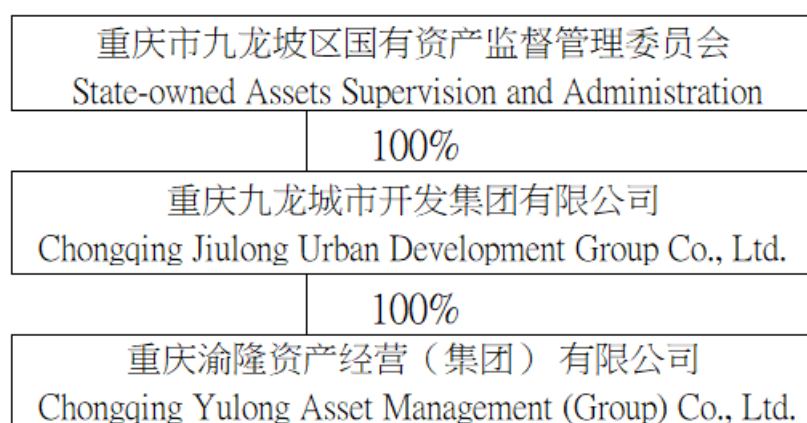 重庆市九龙坡区国有资产监督管理委员会
State-owned Assets Supervision and Administration
100%
重庆九龙城市开发集团有限公司
Chongqing Jiulong Urban Development Group Co., Ltd.
100%
重庆渝隆资产经营（集团） 有限公司
Chongqing Yulong Asset Management (Group) Co., Ltd.